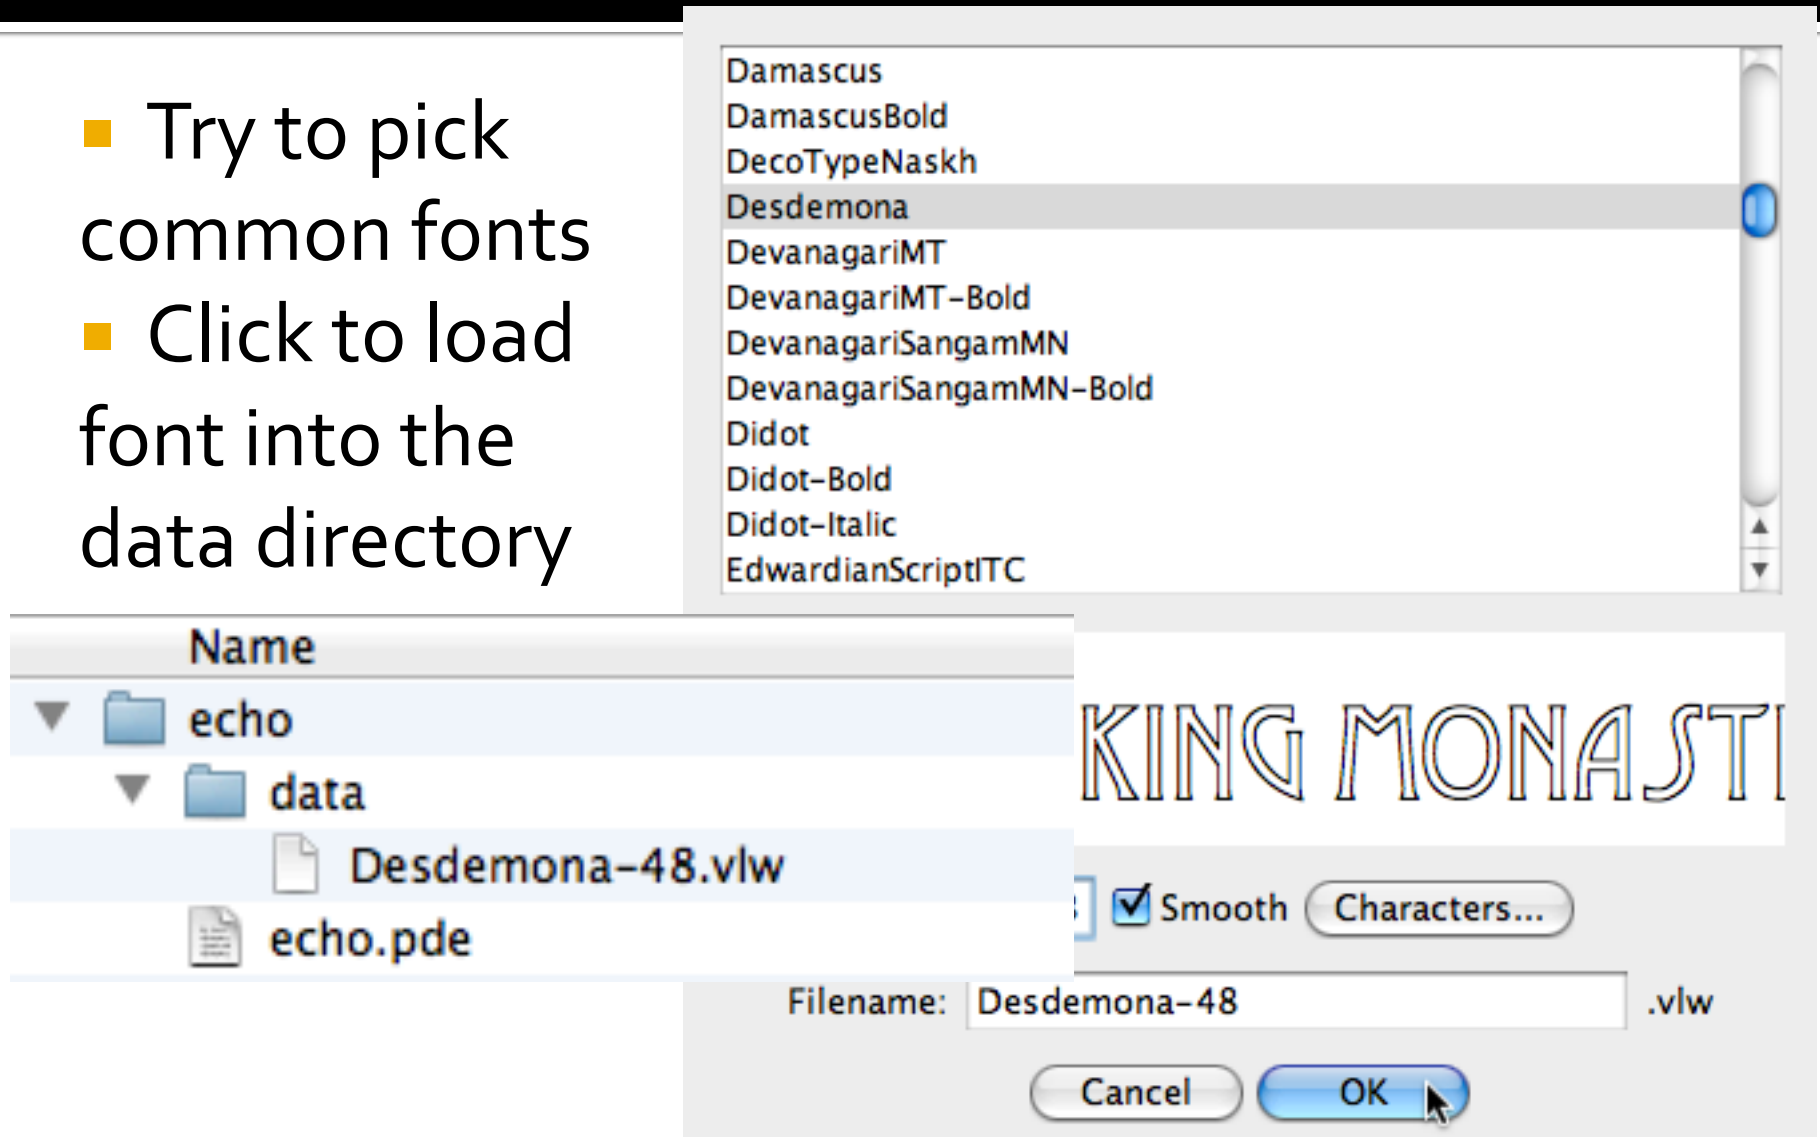 ▪ Try to pick
common fonts
▪ Click to load
font into the
data directory
Damascus
DamascusBold
DecoTypeNaskh
Desdemona
DevanagariMT
DevanagariMT-Bold
DevanagariSangamMN
DevanagariSangamMN-Bold
Didot
Didot-Bold
Didot-Italic
EdwardianScriptITC
Name
echo
data
Desdemona-48.vlw
echo.pde
KING MONAST
Smooth Characters...
Filename: Desdemona-48 .vlw
Cancel OK